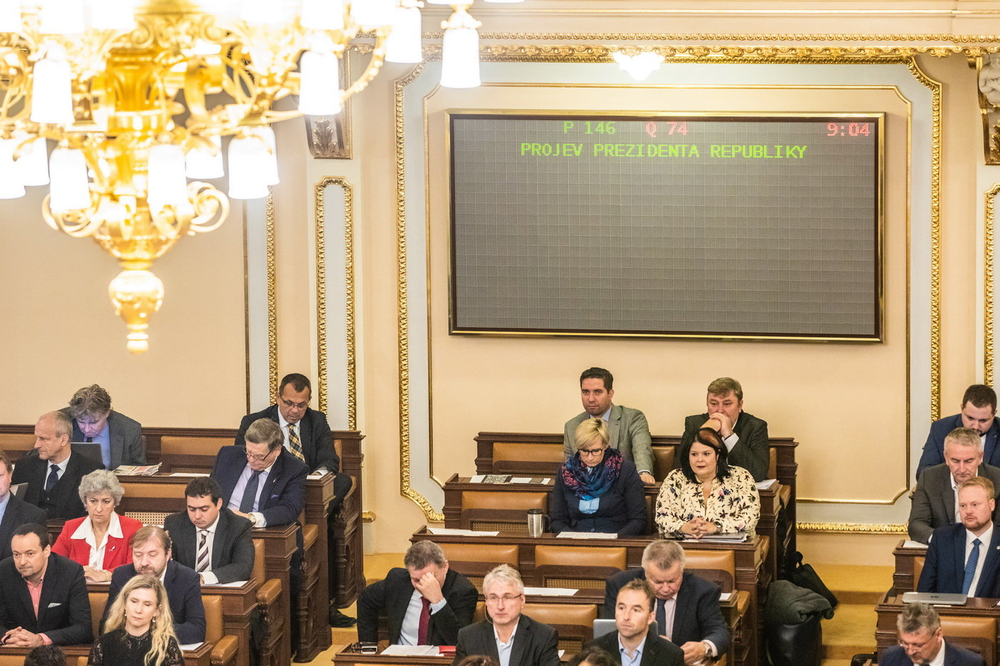 P 146 Q 74 9:04
PROJEV PREZIDENTA REPUBLIKY